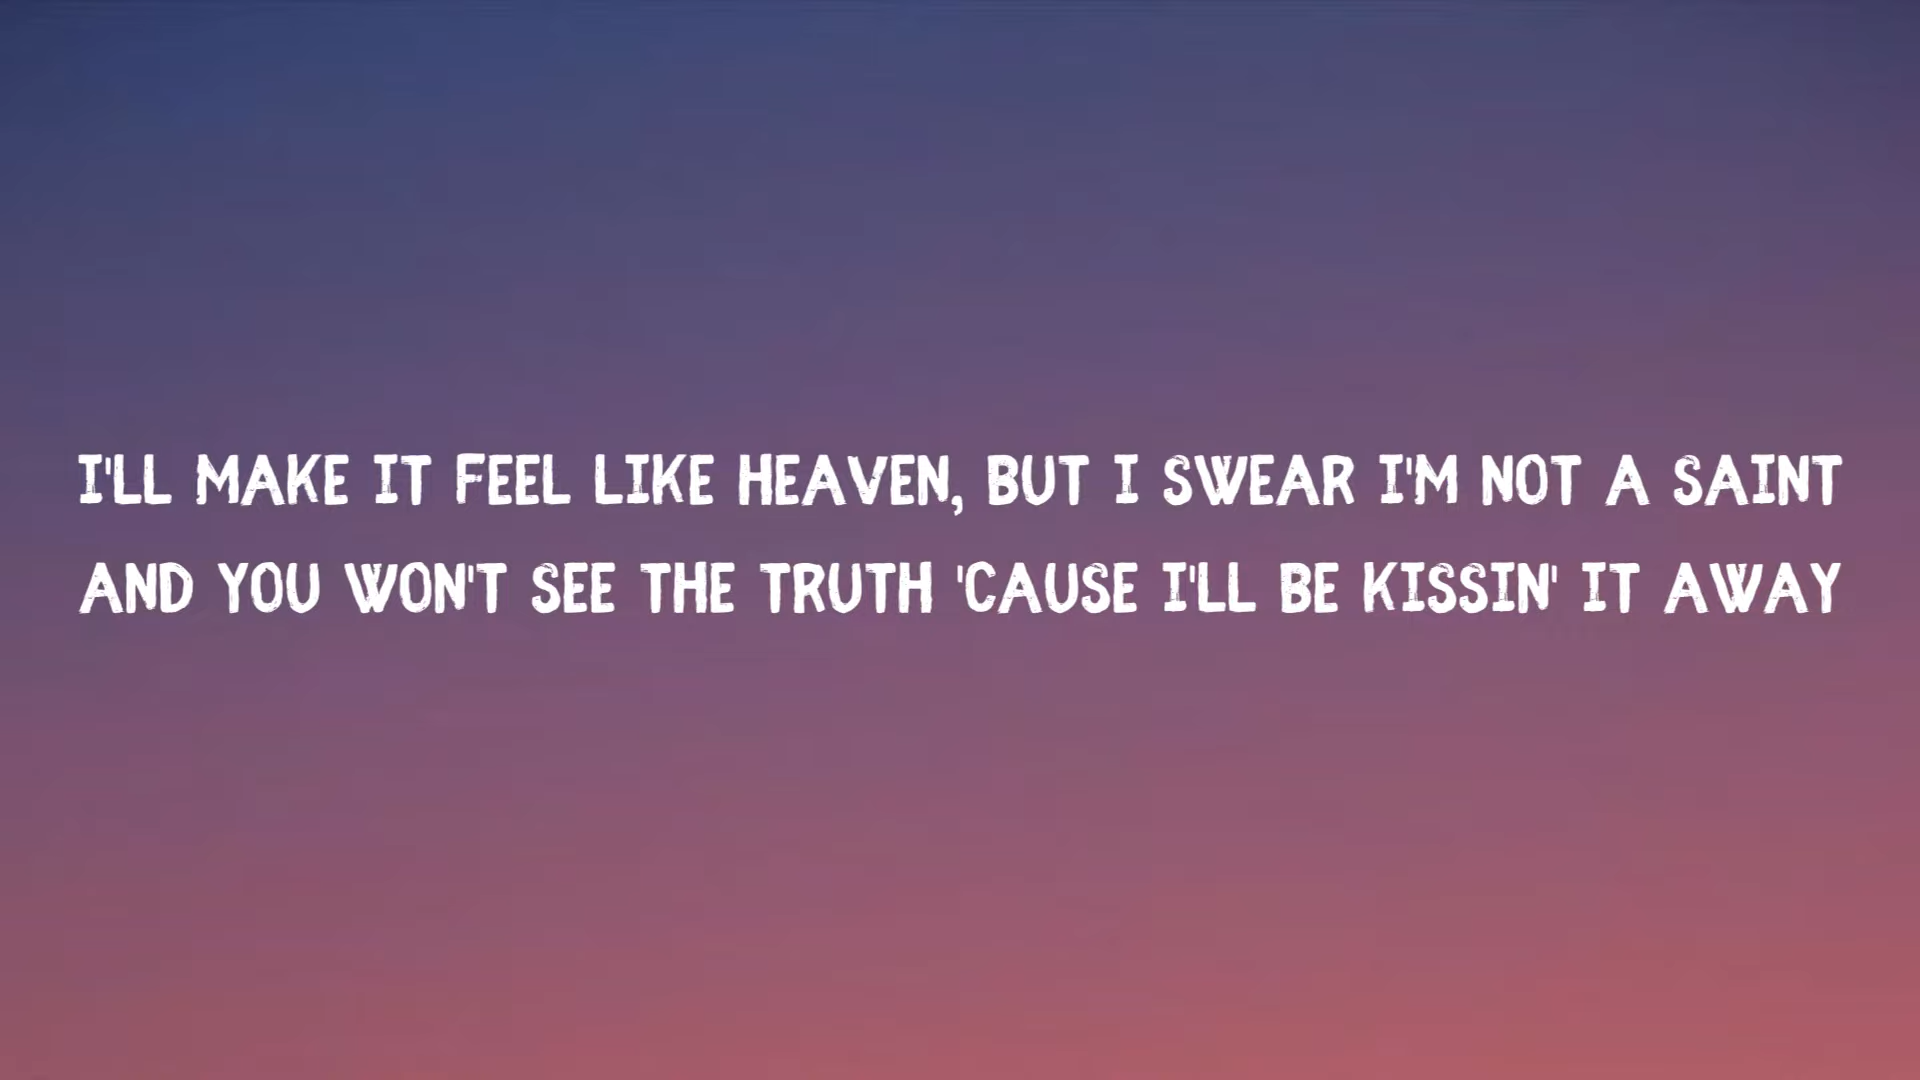 I'LL MAKE IT FEEL LIKE HEAVEN, BUT I SWEAR I'M NOT A SAINT
AND YOU WON'T SEE THE TRUTH 'CAUSE I'LL BE KISSIN' IT AWAY